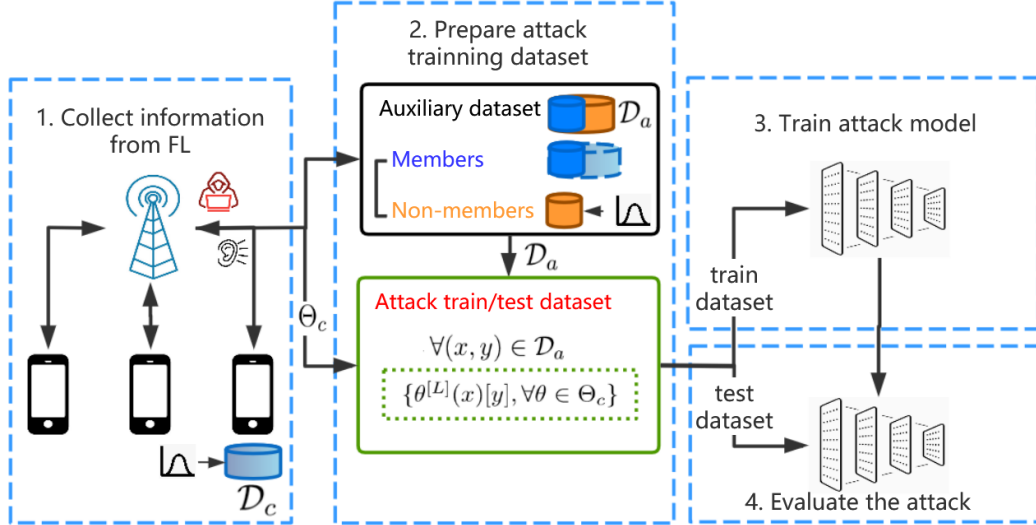 1. Collect information
from FL
Θ_c
𝒟_c
2. Prepare attack
trainning dataset
Auxiliary dataset 𝒟_a
Members
Non-members
𝒟_a
Attack train/test dataset
∀(x, y) ∈ 𝒟_a
{θ^[L](x)[y], ∀θ ∈ Θ_c}
3. Train attack model
train
dataset
test
dataset
4. Evaluate the attack